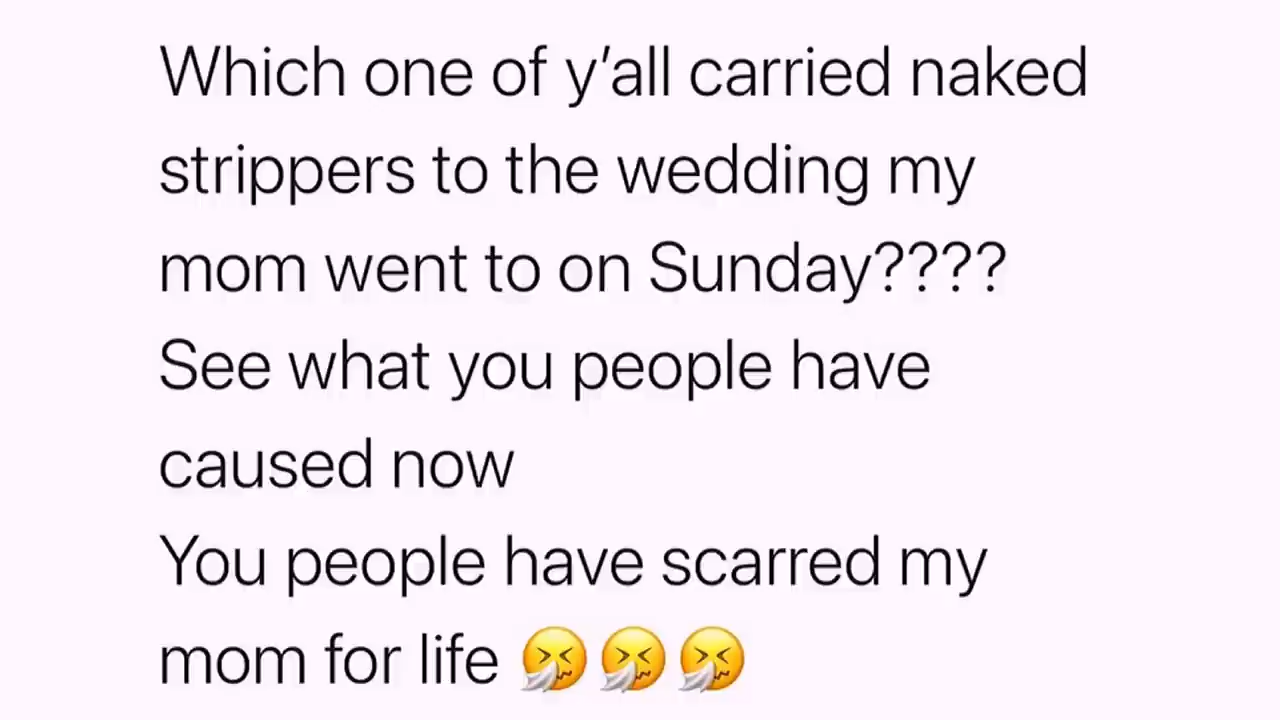 Which one of y’all carried naked
strippers to the wedding my
mom went to on Sunday????
See what you people have
caused now
You people have scarred my
mom for life 🤧🤧🤧